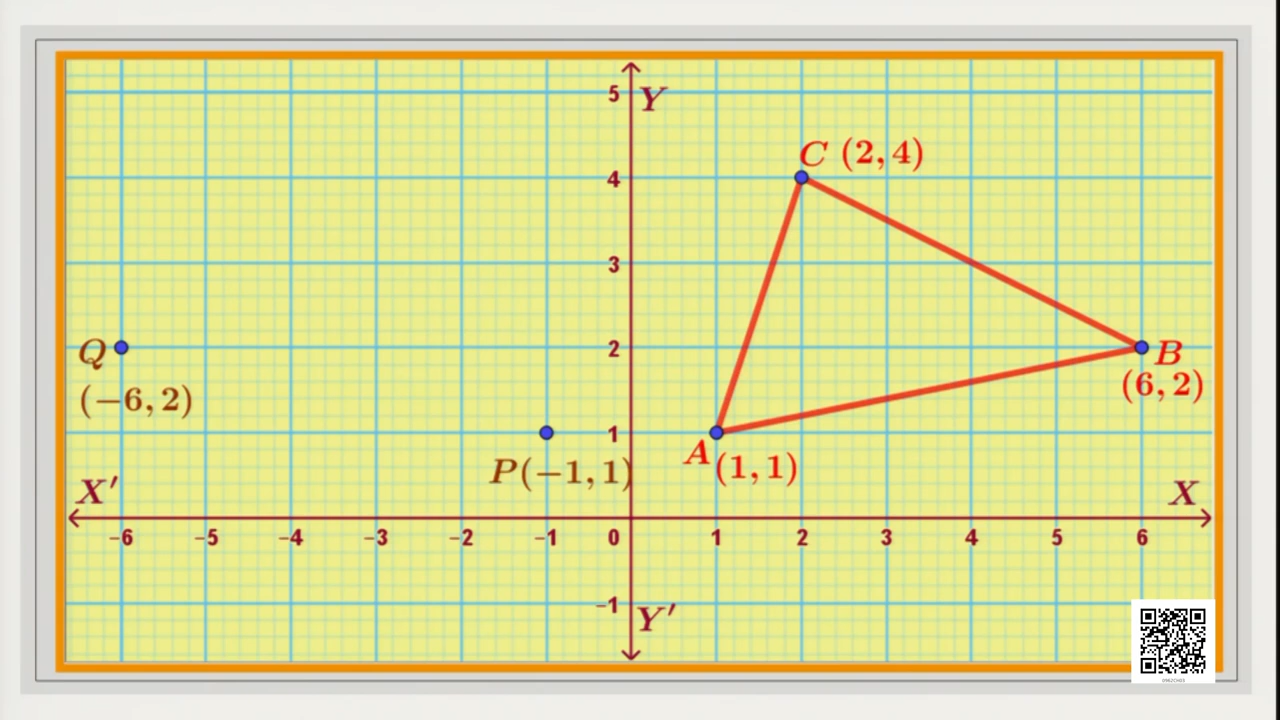 5
Y
C (2, 4)
4
3
Q
2
B
(−6, 2)
(6, 2)
1
P(−1, 1)
A(1, 1)
X′
X
−6 −5 −4 −3 −2 −1 0 1 2 3 4 5 6
−1
Y′